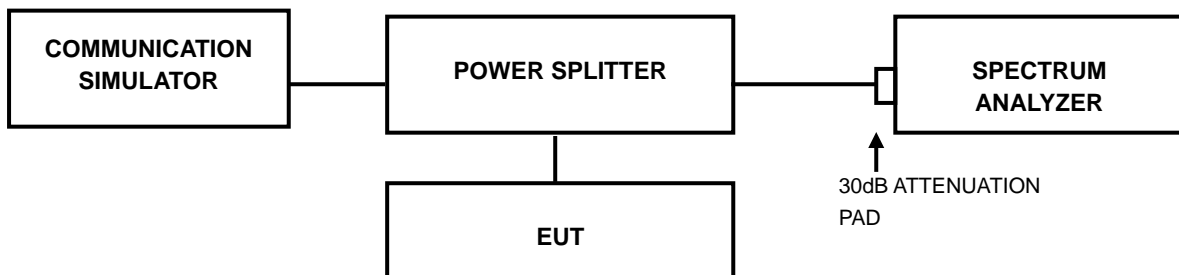 COMMUNICATION
SIMULATOR
POWER SPLITTER
SPECTRUM
ANALYZER
30dB ATTENUATION
PAD
EUT